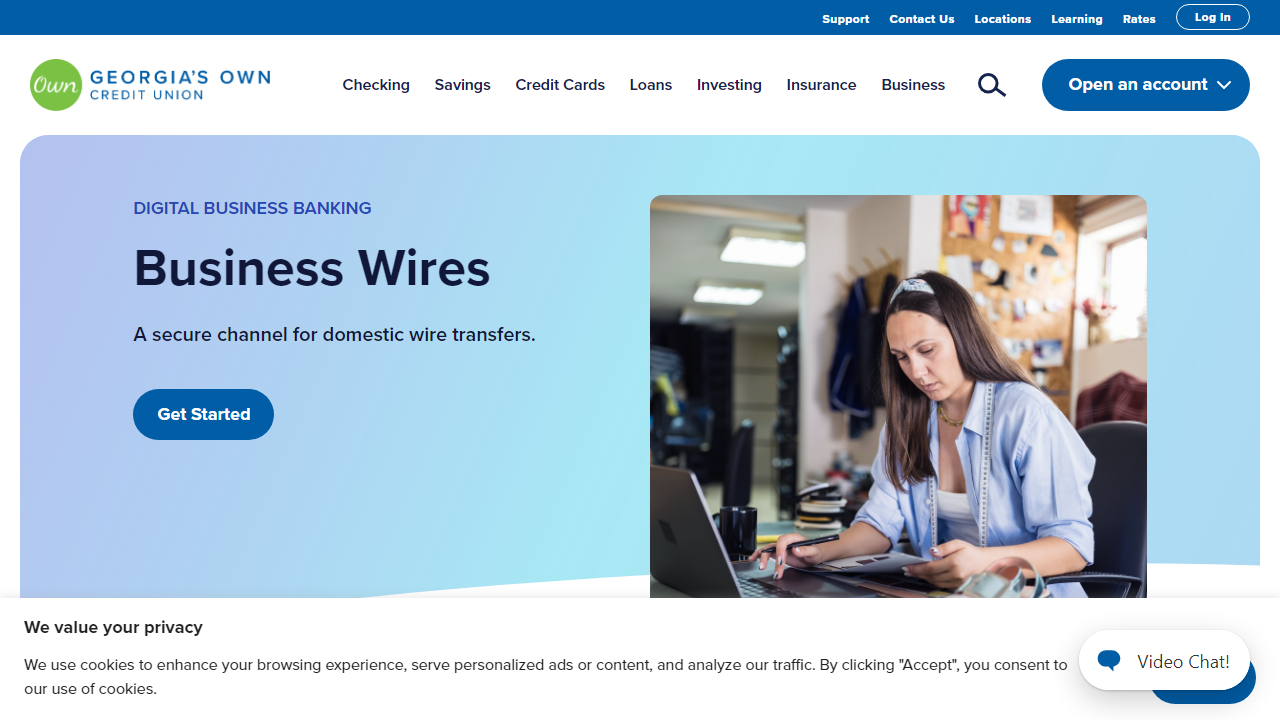 Support Contact Us Locations Learning Rates Log In
Own GEORGIA'S OWN
CREDIT UNION
Checking Savings Credit Cards Loans Investing Insurance Business Open an account
DIGITAL BUSINESS BANKING
Business Wires
A secure channel for domestic wire transfers.
Get Started
We value your privacy
We use cookies to enhance your browsing experience, serve personalized ads or content, and analyze our traffic. By clicking "Accept", you consent to
our use of cookies.
Video Chat!